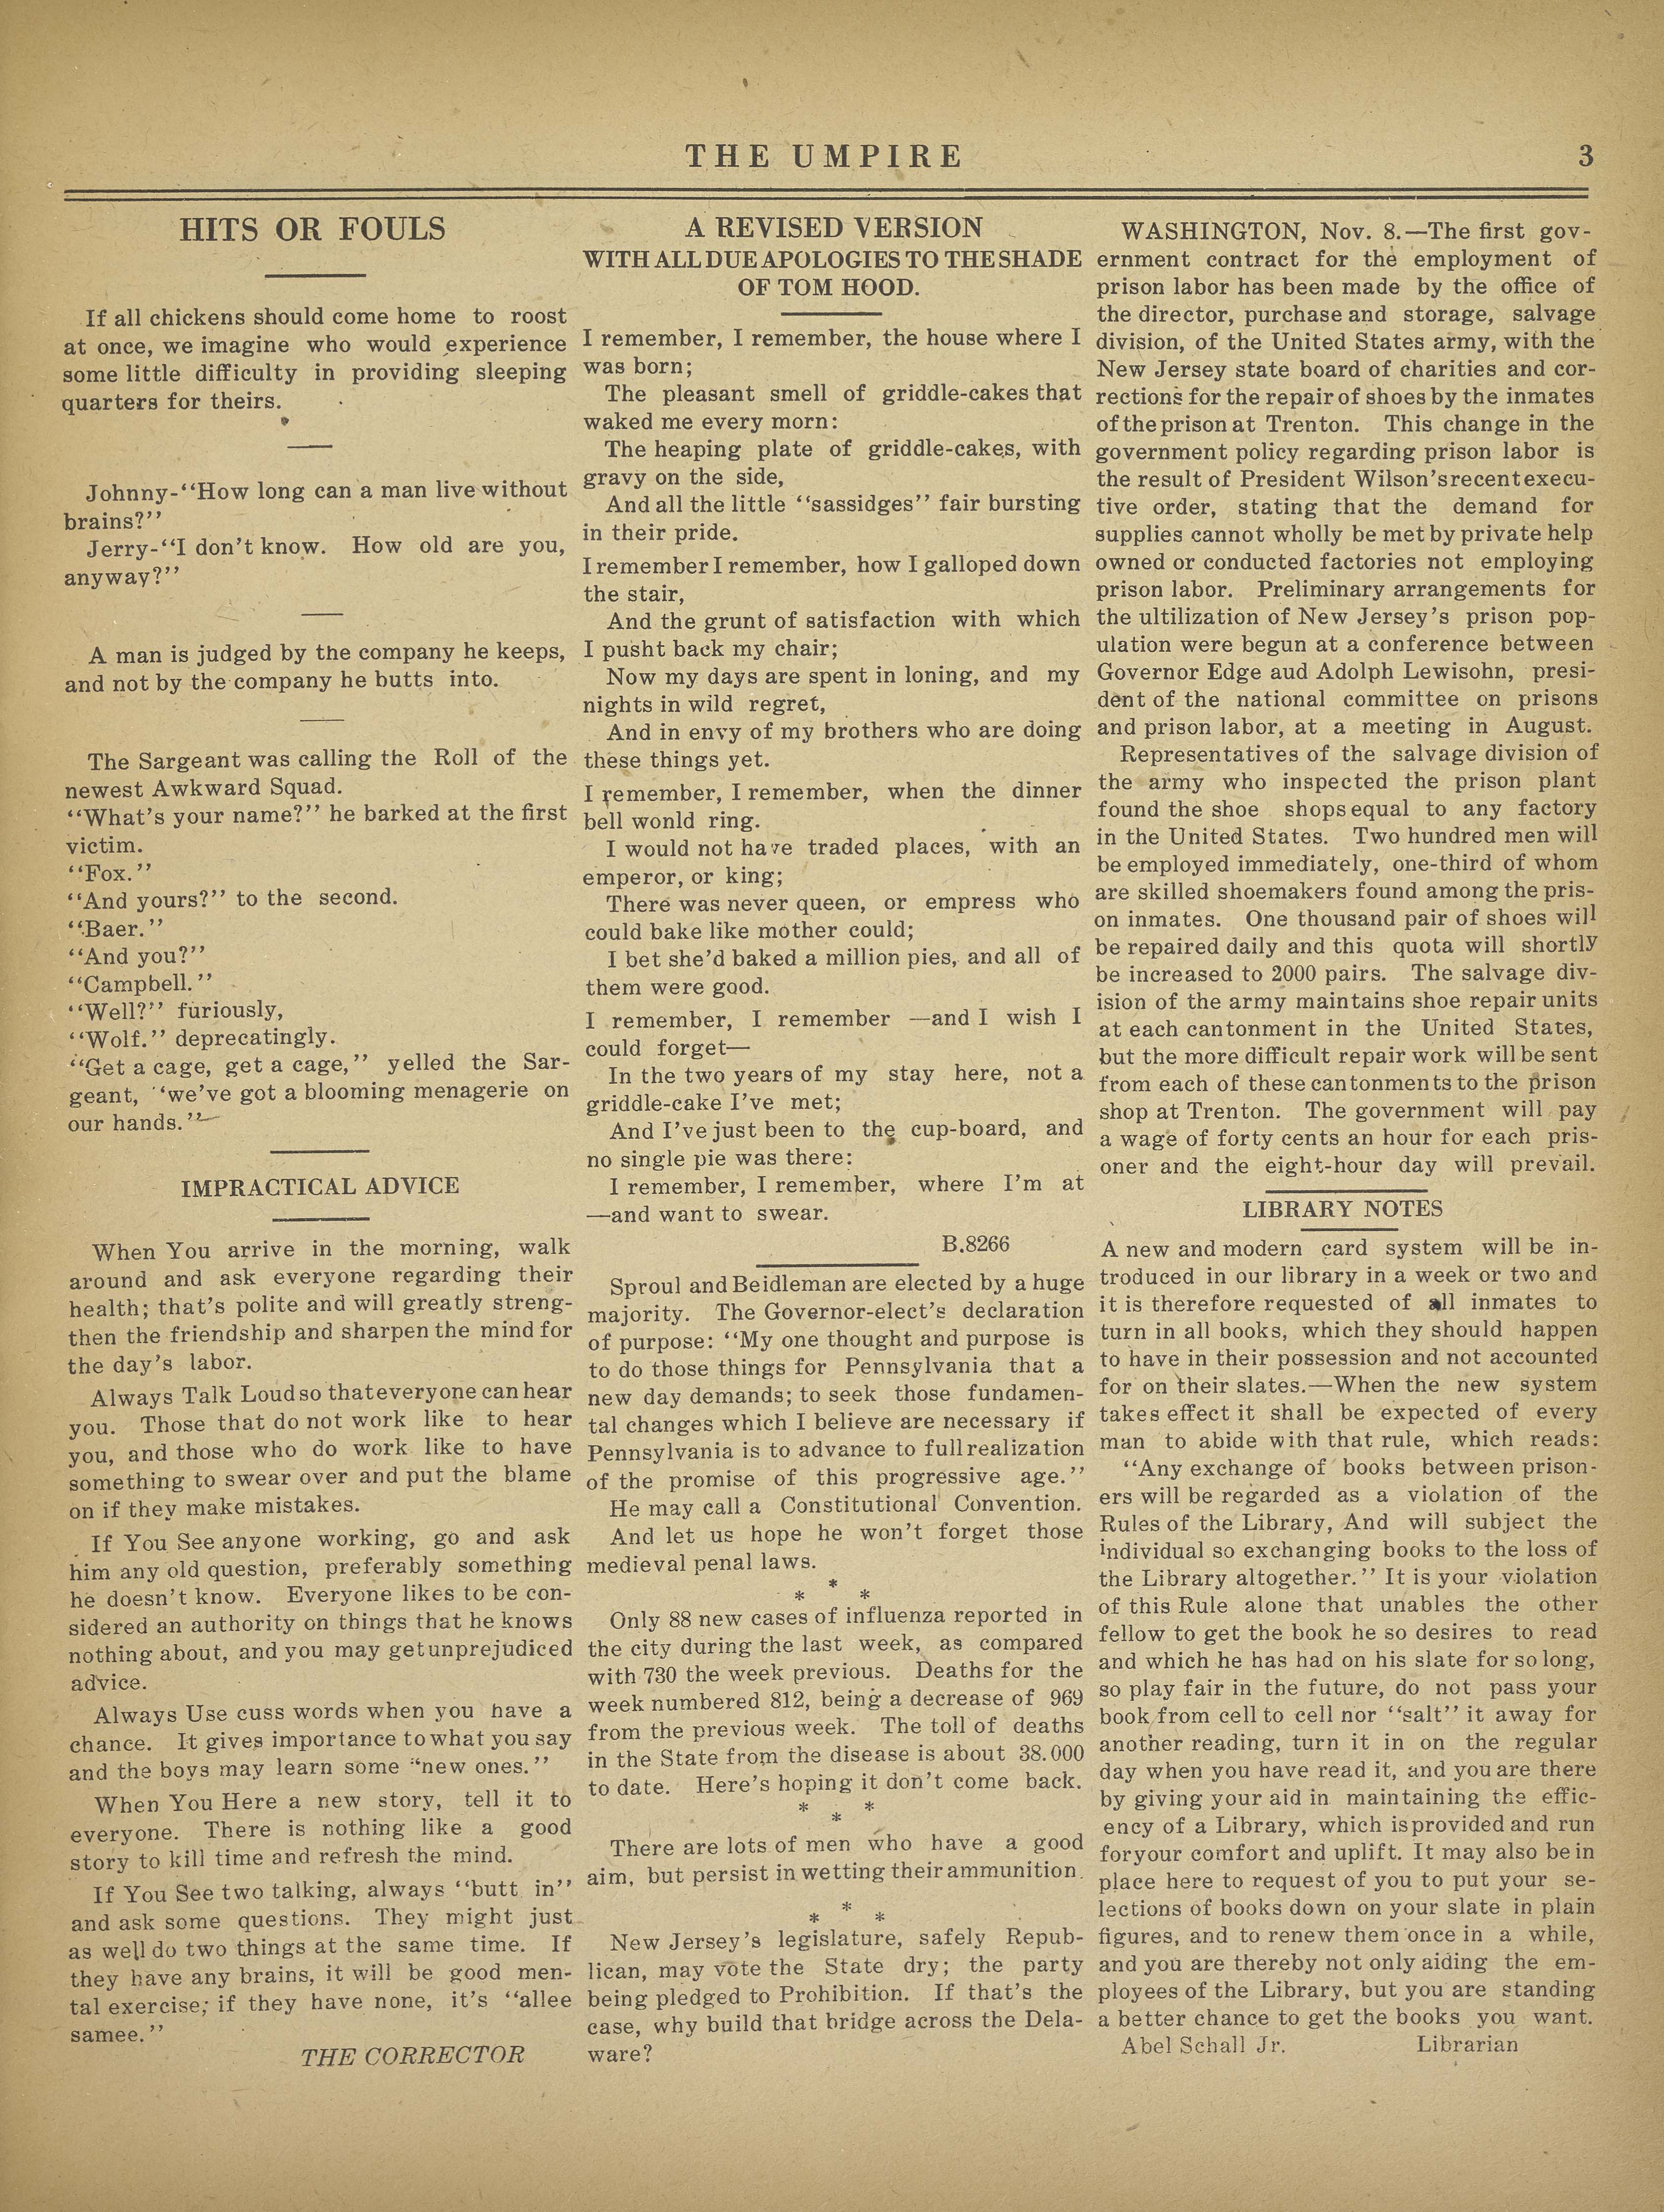 THE UMPIRE
3
HITS OR FOULS
If all chickens should come home to roost
at once, we imagine who would experience
some little difficulty in providing sleeping
quarters for theirs.
Johnny-“How long can a man live without
brains?”
Jerry-“I don't know. How old are you,
anyway?”
A man is judged by the company he keeps,
and not by the company he butts into.
The Sargeant was calling the Roll of the
newest Awkward Squad.
“What's your name?” he barked at the first
victim.
“Fox.”
“And yours?” to the second.
“Baer.”
“And you?”
“Campbell.”
“Well?” furiously,
“Wolf.” deprecatingly.
“Get a cage, get a cage,” yelled the Sar-
geant, “we've got a blooming menagerie on
our hands.”
IMPRACTICAL ADVICE
When You arrive in the morning, walk
around and ask everyone regarding their
health; that's polite and will greatly streng-
then the friendship and sharpen the mind for
the day's labor.
Always Talk Loud so that everyone can hear
you. Those that do not work like to hear
you, and those who do work like to have
something to swear over and put the blame
on if they make mistakes.
If You See anyone working, go and ask
him any old question, preferably something
he doesn't know. Everyone likes to be con-
sidered an authority on things that he knows
nothing about, and you may get unprejudiced
advice.
Always Use cuss words when you have a
chance. It gives importance to what you say
and the boys may learn some “new ones.”
When You Here a new story, tell it to
everyone. There is nothing like a good
story to kill time and refresh the mind.
If You See two talking, always “butt in”
and ask some questions. They might just
as well do two things at the same time. If
they have any brains, it will be good men-
tal exercise; if they have none, it's “allee
samee.”
THE CORRECTOR
A REVISED VERSION
WITH ALL DUE APOLOGIES TO THE SHADE
OF TOM HOOD.
I remember, I remember, the house where I
was born;
The pleasant smell of griddle-cakes that
waked me every morn:
The heaping plate of griddle-cakes, with
gravy on the side,
And all the little “sassidges” fair bursting
in their pride.
I remember I remember, how I galloped down
the stair,
And the grunt of satisfaction with which
I pusht back my chair;
Now my days are spent in loning, and my
nights in wild regret,
And in envy of my brothers who are doing
these things yet.
I remember, I remember, when the dinner
bell wonld ring.
I would not have traded places, with an
emperor, or king;
There was never queen, or empress who
could bake like mother could;
I bet she'd baked a million pies, and all of
them were good.
I remember, I remember —and I wish I
could forget—
In the two years of my stay here, not a
griddle-cake I've met;
And I've just been to the cup-board, and
no single pie was there:
I remember, I remember, where I'm at
—and want to swear.
B.8266
Sproul and Beidleman are elected by a huge
majority. The Governor-elect's declaration
of purpose: “My one thought and purpose is
to do those things for Pennsylvania that a
new day demands; to seek those fundamen-
tal changes which I believe are necessary if
Pennsylvania is to advance to full realization
of the promise of this progressive age.”
He may call a Constitutional Convention.
And let us hope he won't forget those
medieval penal laws.
* * *
Only 88 new cases of influenza reported in
the city during the last week, as compared
with 730 the week previous. Deaths for the
week numbered 812, being a decrease of 969
from the previous week. The toll of deaths
in the State from the disease is about 38.000
to date. Here's hoping it don't come back.
* * *
There are lots of men who have a good
aim, but persist in wetting their ammunition.
* * *
New Jersey's legislature, safely Repub-
lican, may vote the State dry; the party
being pledged to Prohibition. If that's the
case, why build that bridge across the Dela-
ware?
WASHINGTON, Nov. 8.—The first gov-
ernment contract for the employment of
prison labor has been made by the office of
the director, purchase and storage, salvage
division, of the United States army, with the
New Jersey state board of charities and cor-
rections for the repair of shoes by the inmates
of the prison at Trenton. This change in the
government policy regarding prison labor is
the result of President Wilson's recent execu-
tive order, stating that the demand for
supplies cannot wholly be met by private help
owned or conducted factories not employing
prison labor. Preliminary arrangements for
the ultilization of New Jersey's prison pop-
ulation were begun at a conference between
Governor Edge aud Adolph Lewisohn, presi-
dent of the national committee on prisons
and prison labor, at a meeting in August.
Representatives of the salvage division of
the army who inspected the prison plant
found the shoe shops equal to any factory
in the United States. Two hundred men will
be employed immediately, one-third of whom
are skilled shoemakers found among the pris-
on inmates. One thousand pair of shoes will
be repaired daily and this quota will shortly
be increased to 2000 pairs. The salvage div-
ision of the army maintains shoe repair units
at each cantonment in the United States,
but the more difficult repair work will be sent
from each of these cantonments to the prison
shop at Trenton. The government will pay
a wage of forty cents an hour for each pris-
oner and the eight-hour day will prevail.
LIBRARY NOTES
A new and modern card system will be in-
troduced in our library in a week or two and
it is therefore requested of all inmates to
turn in all books, which they should happen
to have in their possession and not accounted
for on their slates.—When the new system
takes effect it shall be expected of every
man to abide with that rule, which reads:
“Any exchange of books between prison-
ers will be regarded as a violation of the
Rules of the Library, And will subject the
individual so exchanging books to the loss of
the Library altogether.” It is your violation
of this Rule alone that unables the other
fellow to get the book he so desires to read
and which he has had on his slate for so long,
so play fair in the future, do not pass your
book from cell to cell nor “salt” it away for
another reading, turn it in on the regular
day when you have read it, and you are there
by giving your aid in maintaining the effic-
ency of a Library, which is provided and run
for your comfort and uplift. It may also be in
place here to request of you to put your se-
lections of books down on your slate in plain
figures, and to renew them once in a while,
and you are thereby not only aiding the em-
ployees of the Library, but you are standing
a better chance to get the books you want.
Abel Schall Jr. Librarian